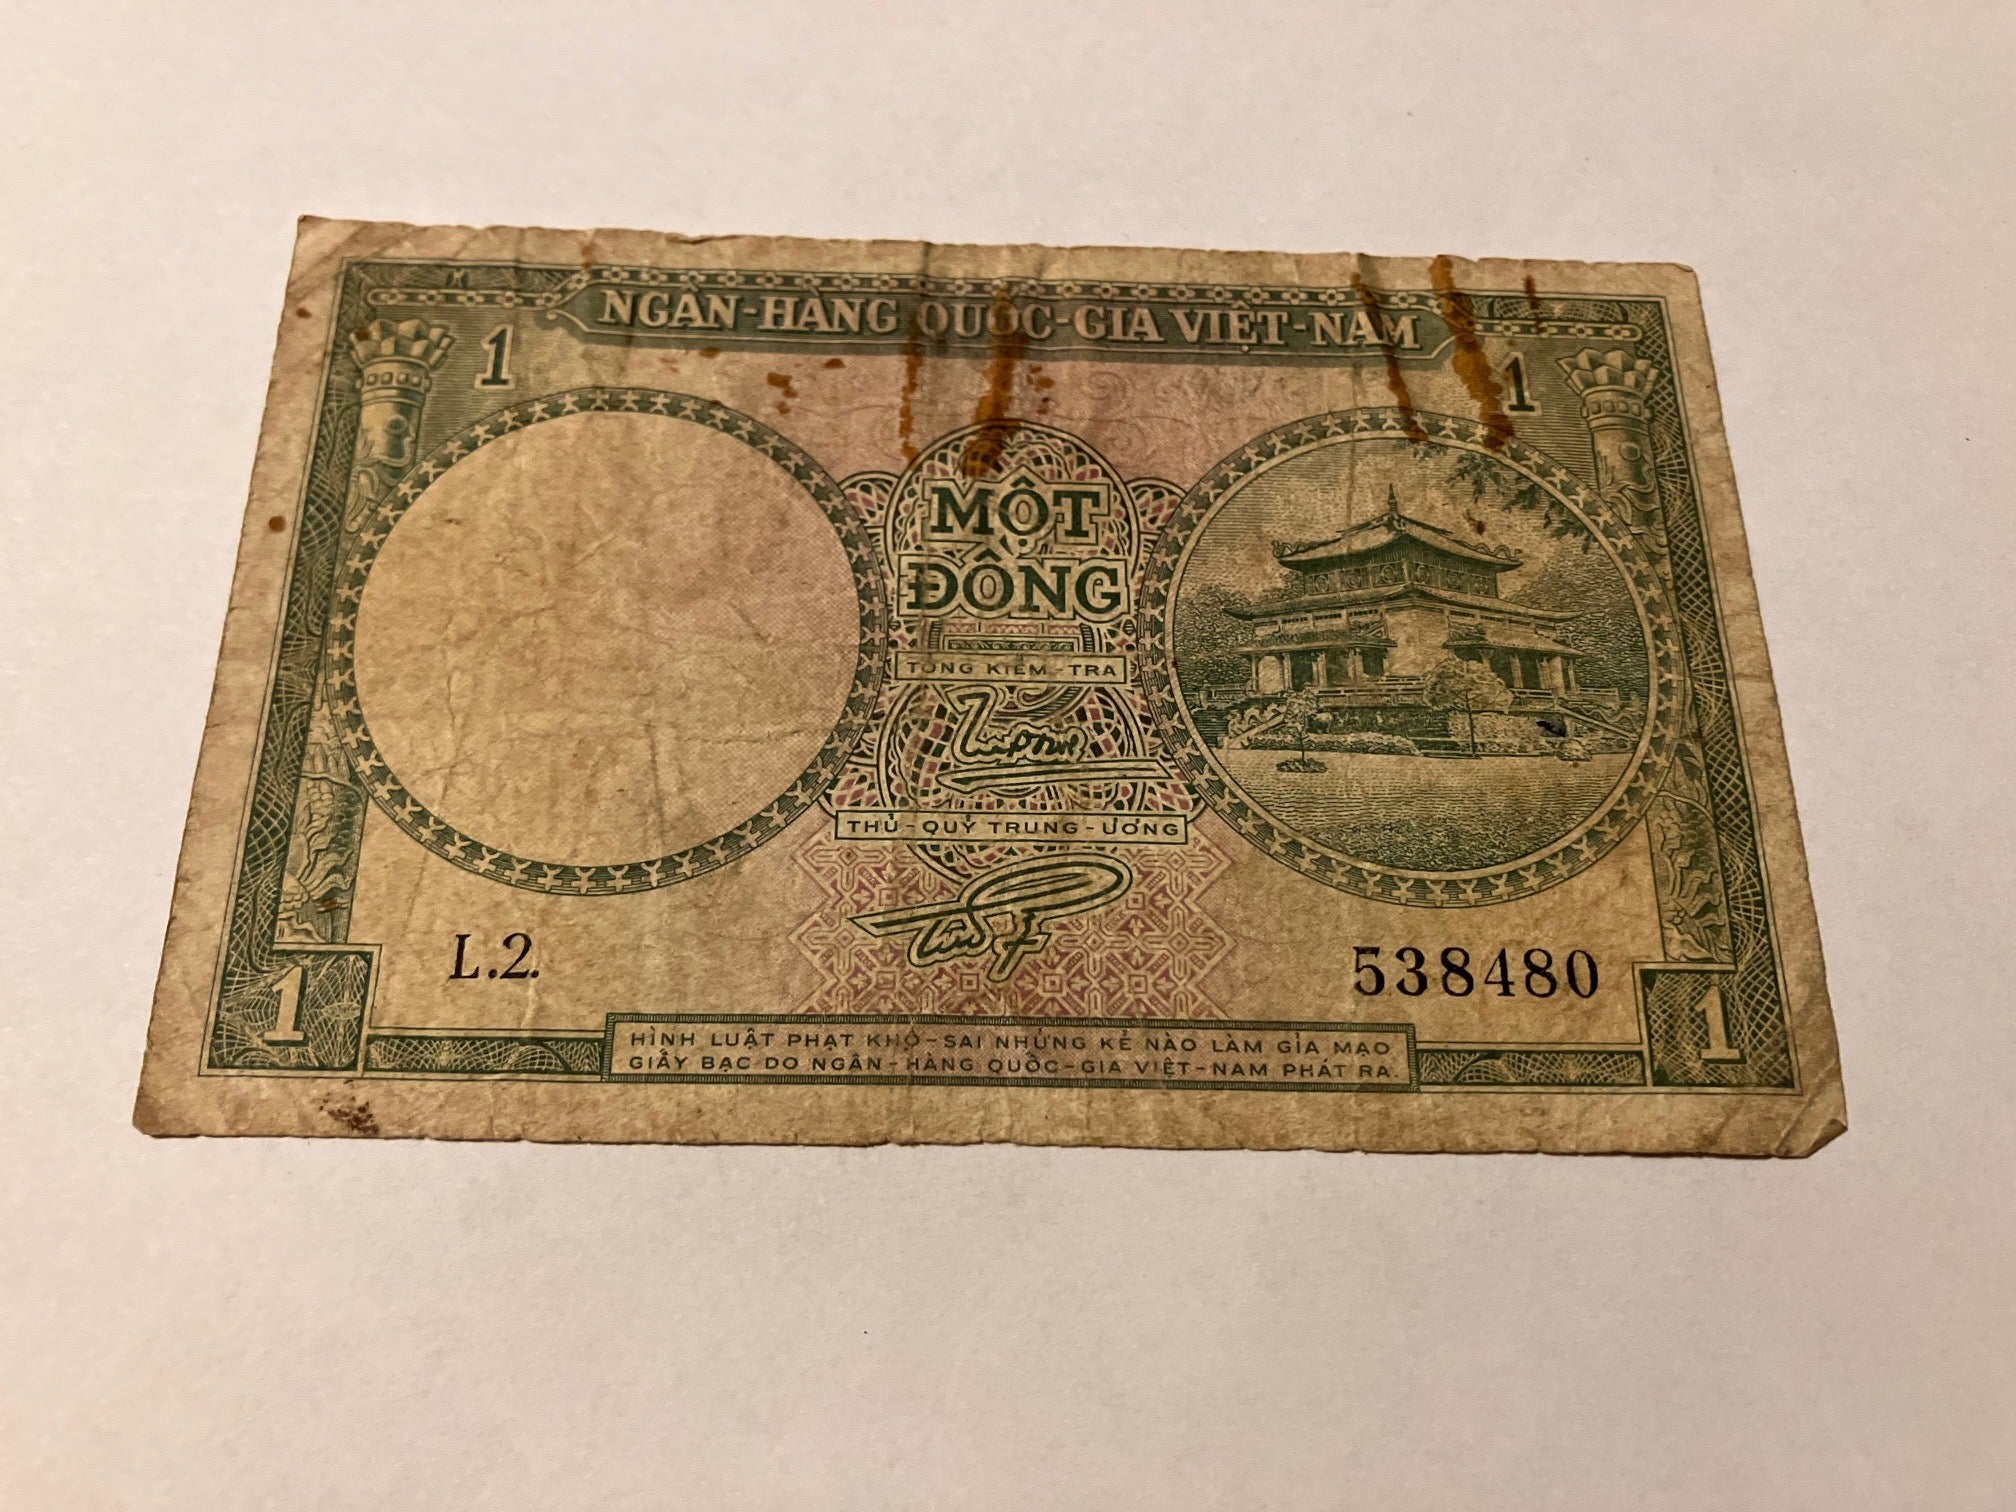 NGÂN-HÀNG QUỐC-GIA VIỆT-NAM
1
1
MỘT
ĐỒNG
TỔNG KIỂM-TRA
THỦ-QUỸ TRUNG-ƯƠNG
L.2.
538480
1
1
HÌNH LUẬT PHẠT KHỔ-SAI NHỮNG KẺ NÀO LÀM GIẢ MẠO
GIẤY BẠC DO NGÂN-HÀNG QUỐC-GIA VIỆT-NAM PHÁT RA.